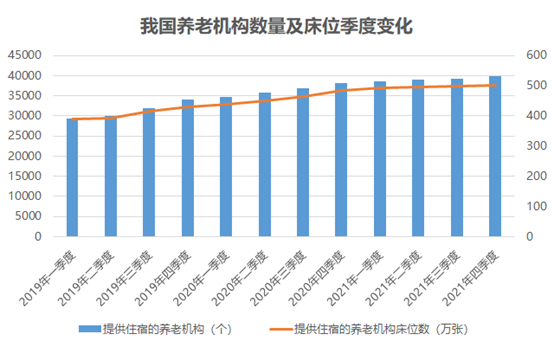 我国养老机构数量及床位季度变化
45000
40000
35000
30000
25000
20000
15000
10000
5000
0
600
500
400
300
200
100
0
2019年一季度
2019年二季度
2019年三季度
2019年四季度
2020年一季度
2020年二季度
2020年三季度
2020年四季度
2021年一季度
2021年二季度
2021年三季度
2021年四季度
提供住宿的养老机构（个）
提供住宿的养老机构床位数（万张）